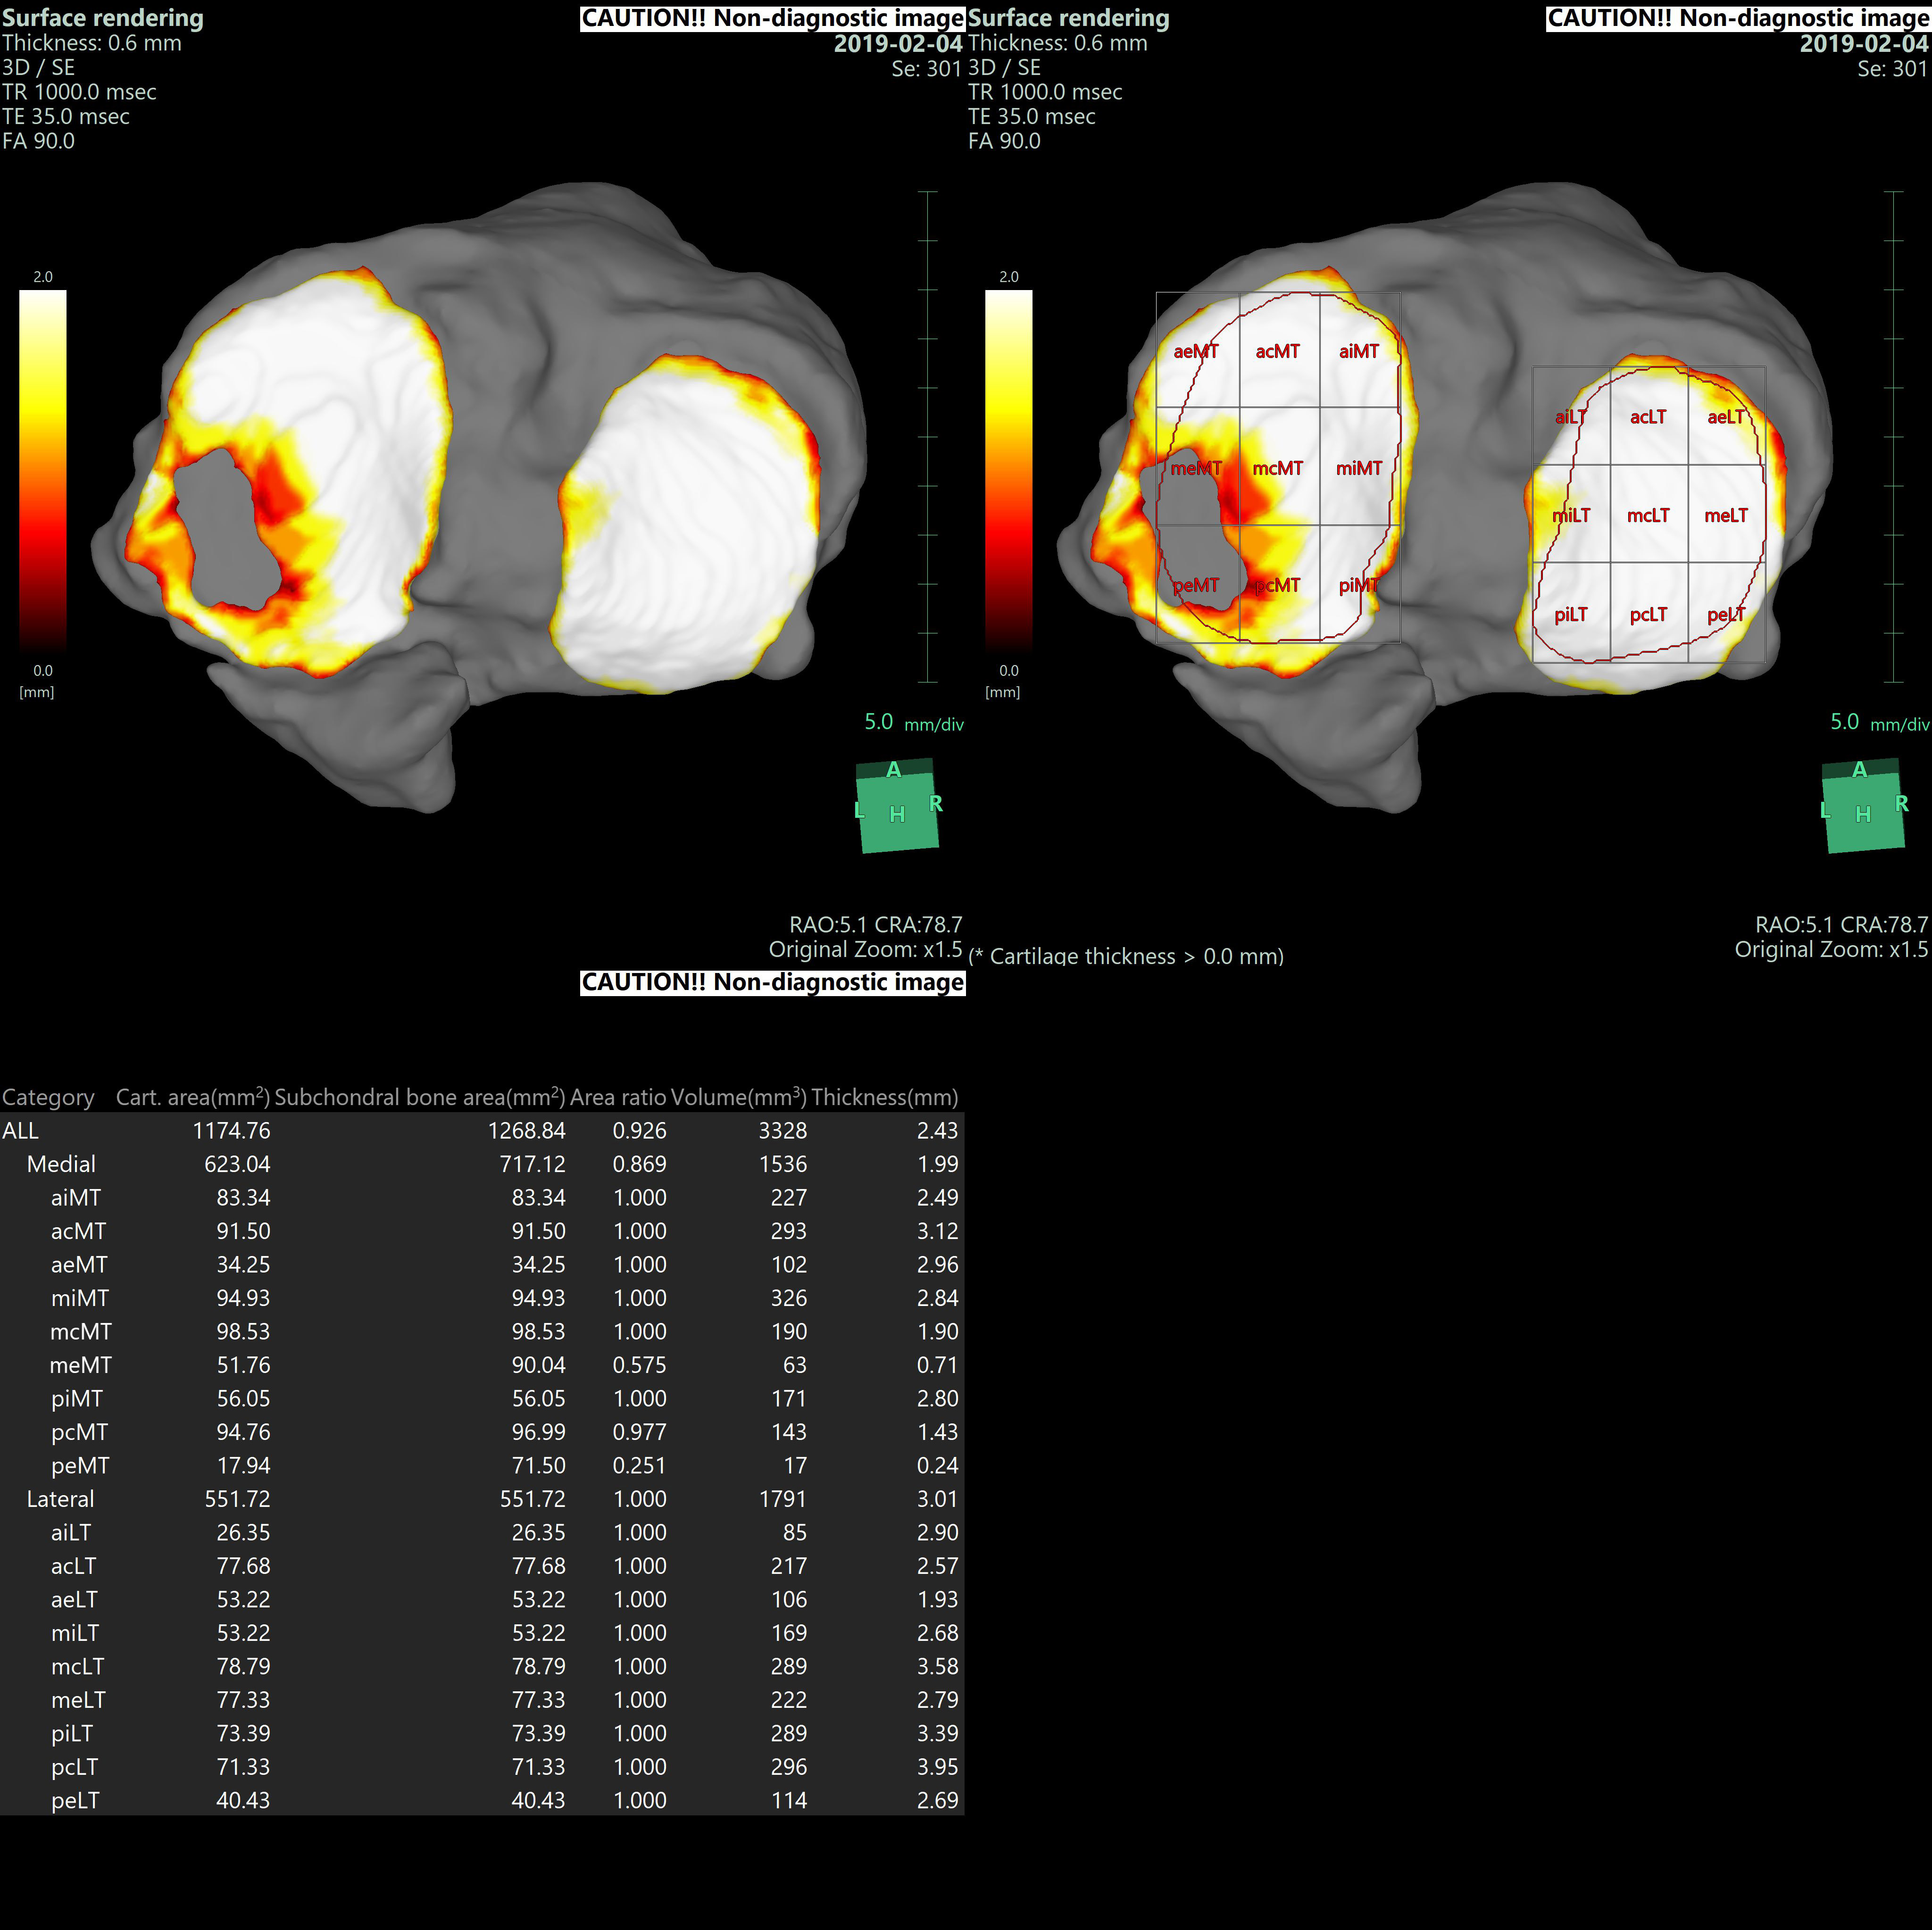 Surface rendering
CAUTION!! Non-diagnostic image
Thickness: 0.6 mm
2019-02-04
3D / SE
Se: 301
TR 1000.0 msec
TE 35.0 msec
FA 90.0
2.0
0.0
[mm]
5.0 mm/div
A
L H R
RAO:5.1 CRA:78.7
Original Zoom: x1.5
Surface rendering
CAUTION!! Non-diagnostic image
Thickness: 0.6 mm
2019-02-04
3D / SE
Se: 301
TR 1000.0 msec
TE 35.0 msec
FA 90.0
2.0
aeMT acMT aiMT
aiLT acLT aeLT
meMT mcMT miMT
miLT mcLT meLT
peMT pcMT piMT
piLT pcLT peLT
0.0
[mm]
5.0 mm/div
A
L H R
RAO:5.1 CRA:78.7
Original Zoom: x1.5
(* Cartilage thickness > 0.0 mm)
CAUTION!! Non-diagnostic image
Category Cart. area(mm²) Subchondral bone area(mm²) Area ratio Volume(mm³) Thickness(mm)
ALL 1174.76 1268.84 0.926 3328 2.43
Medial 623.04 717.12 0.869 1536 1.99
aiMT 83.34 83.34 1.000 227 2.49
acMT 91.50 91.50 1.000 293 3.12
aeMT 34.25 34.25 1.000 102 2.96
miMT 94.93 94.93 1.000 326 2.84
mcMT 98.53 98.53 1.000 190 1.90
meMT 51.76 90.04 0.575 63 0.71
piMT 56.05 56.05 1.000 171 2.80
pcMT 94.76 96.99 0.977 143 1.43
peMT 17.94 71.50 0.251 17 0.24
Lateral 551.72 551.72 1.000 1791 3.01
aiLT 26.35 26.35 1.000 85 2.90
acLT 77.68 77.68 1.000 217 2.57
aeLT 53.22 53.22 1.000 106 1.93
miLT 53.22 53.22 1.000 169 2.68
mcLT 78.79 78.79 1.000 289 3.58
meLT 77.33 77.33 1.000 222 2.79
piLT 73.39 73.39 1.000 289 3.39
pcLT 71.33 71.33 1.000 296 3.95
peLT 40.43 40.43 1.000 114 2.69